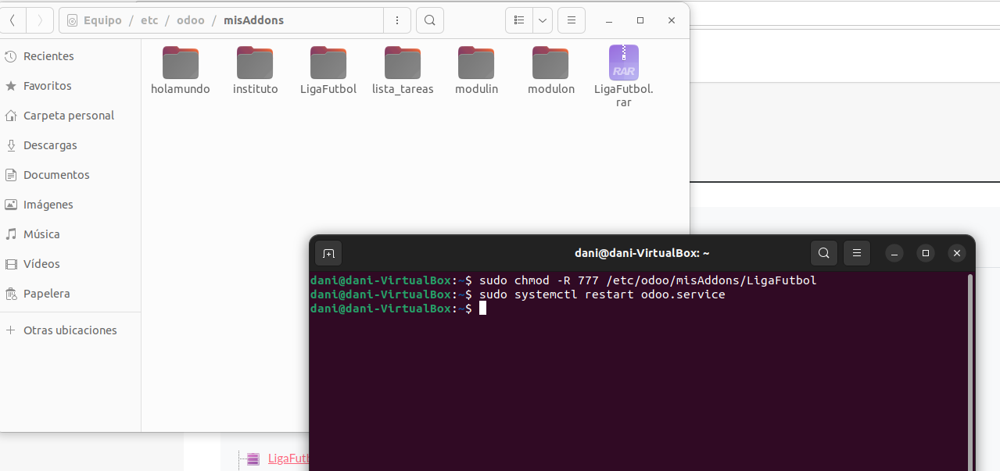 Equipo / etc / odoo / misAddons
Recientes
Favoritos
Carpeta personal
Descargas
Documentos
Imágenes
Música
Vídeos
Papelera
Otras ubicaciones
holamundo
instituto
LigaFutbol
lista_tareas
modulin
modulon
LigaFutbol.
rar
RAR
dani@dani-VirtualBox: ~
dani@dani-VirtualBox:~$ sudo chmod -R 777 /etc/odoo/misAddons/LigaFutbol
dani@dani-VirtualBox:~$ sudo systemctl restart odoo.service
dani@dani-VirtualBox:~$
LigaFut